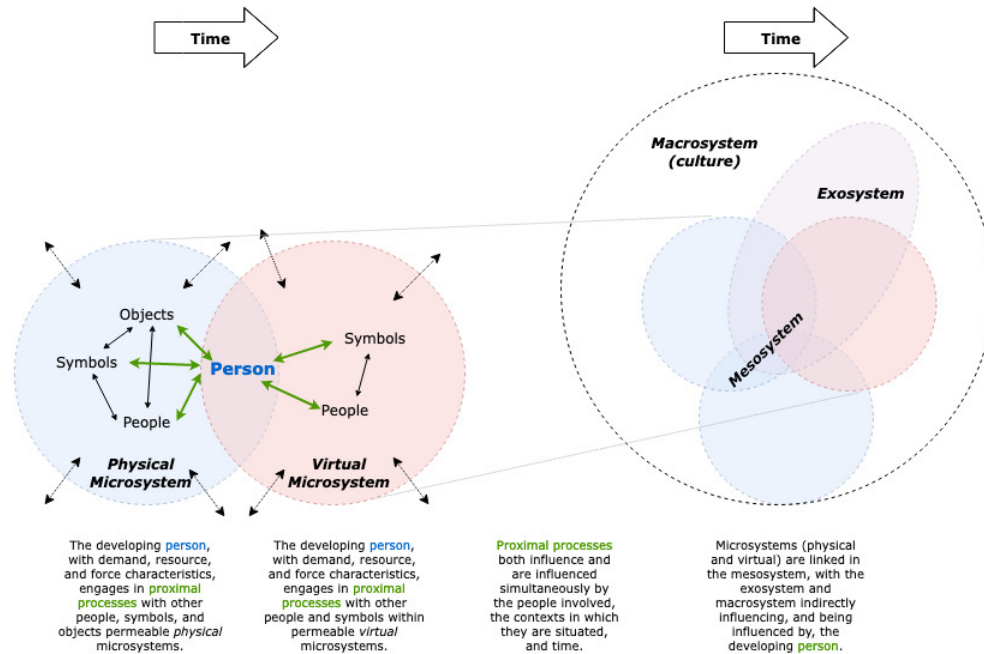 Time
Time
Macrosystem
(culture)
Exosystem
Objects
Symbols
Symbols
Person
Mesosystem
People
People
Physical
Microsystem
Virtual
Microsystem
The developing person,
with demand, resource,
and force characteristics,
engages in proximal
processes with other
people, symbols, and
objects permeable physical
microsystems.
The developing person,
with demand, resource,
and force characteristics,
engages in proximal
processes with other
people and symbols within
permeable virtual
microsystems.
Proximal processes
both influence and
are influenced
simultaneously by
the people involved,
the contexts in which
they are situated,
and time.
Microsystems (physical
and virtual) are linked
in the mesosystem, with the
exosystem and
macrosystem indirectly
influencing, and being
influenced by, the
developing person.